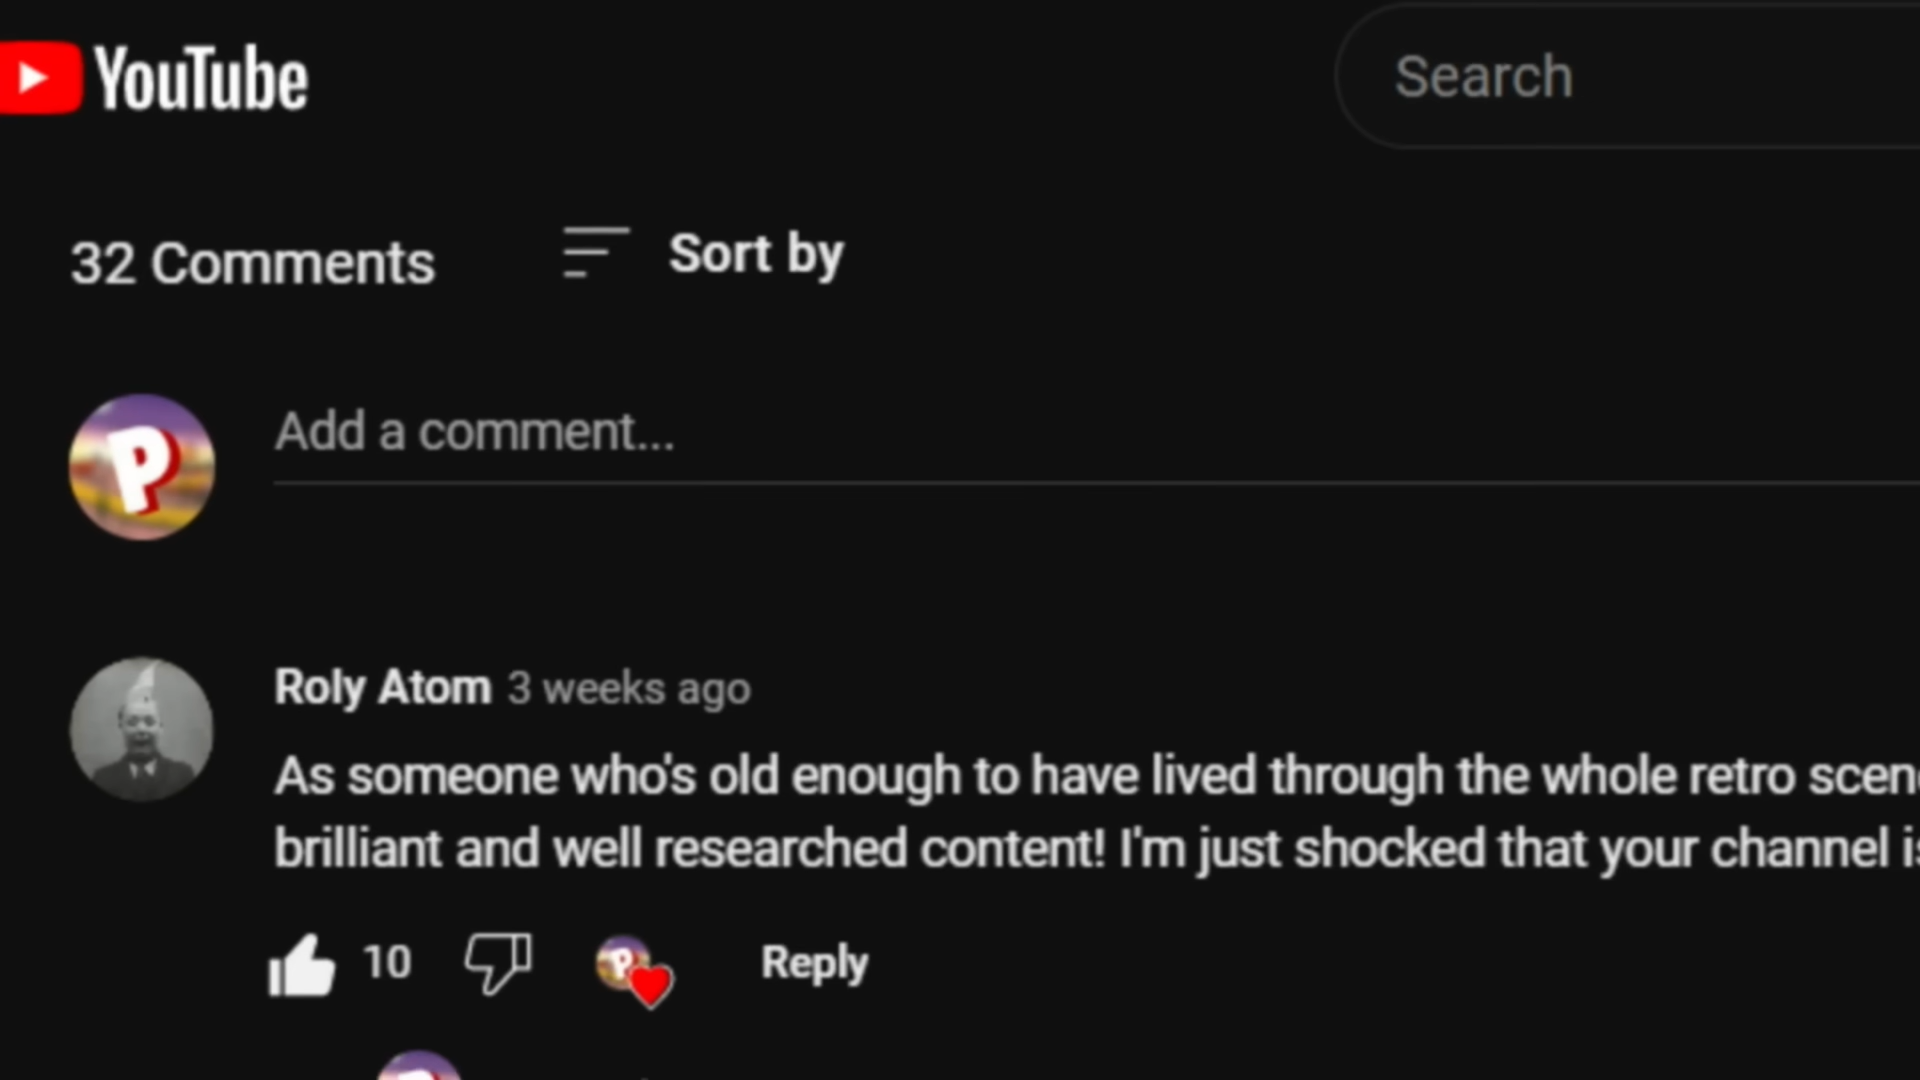 YouTube
Search
32 Comments
Sort by
P
Add a comment...
Roly Atom 3 weeks ago
As someone who's old enough to have lived through the whole retro
brilliant and well researched content! I'm just shocked that your channel
10
P
Reply